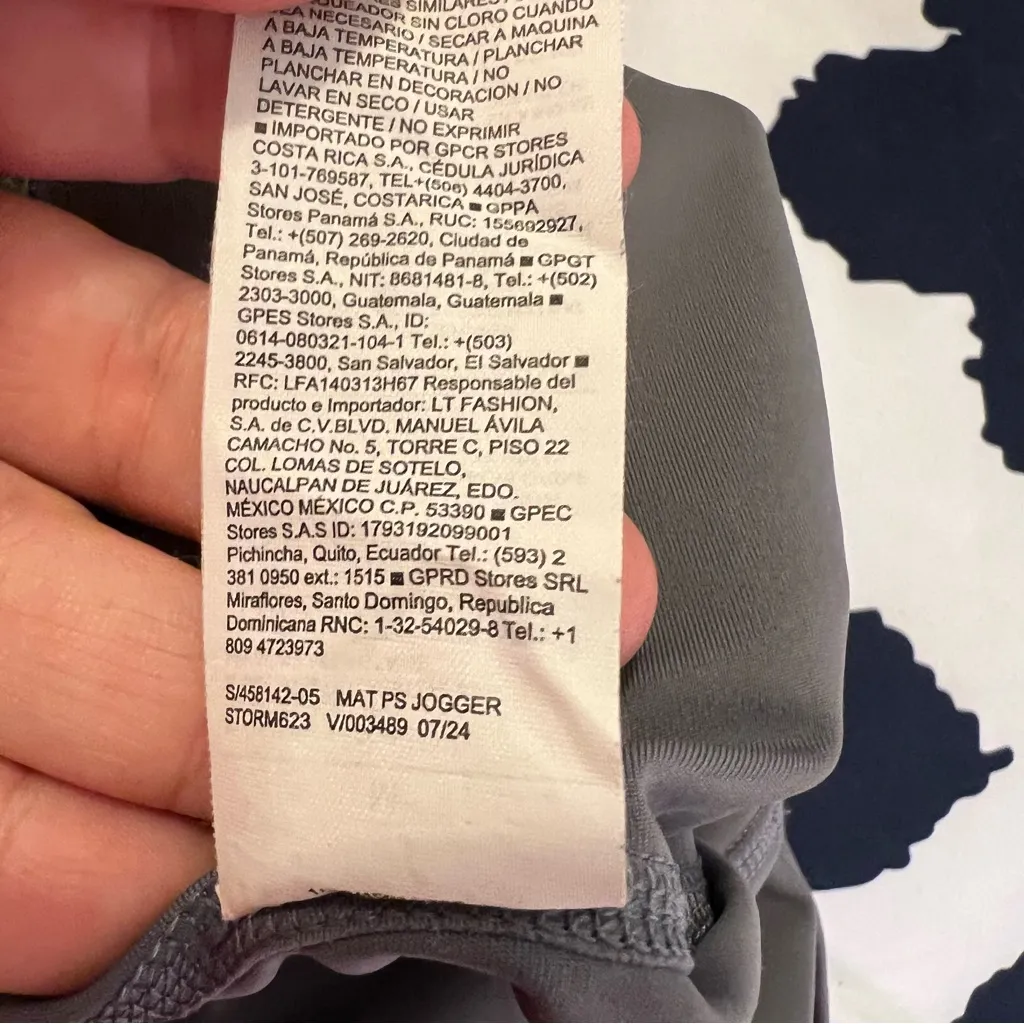 SIMILARES /
BLANQUEADOR SIN CLORO CUANDO
SEA NECESARIO / SECAR A MAQUINA
A BAJA TEMPERATURA / PLANCHAR
A BAJA TEMPERATURA / NO
PLANCHAR EN DECORACION / NO
LAVAR EN SECO / USAR
DETERGENTE / NO EXPRIMIR
■ IMPORTADO POR GPCR STORES
COSTA RICA S.A., CÉDULA JURÍDICA
3-101-769587, TEL+(506) 4404-3700,
SAN JOSÉ, COSTARICA ■ GPPA
Stores Panamá S.A., RUC: 155692927,
Tel.: +(507) 269-2620, Ciudad de
Panamá, República de Panamá ■ GPGT
Stores S.A., NIT: 8681481-8, Tel.: +(502)
2303-3000, Guatemala, Guatemala ■
GPES Stores S.A., ID:
0614-080321-104-1 Tel.: +(503)
2245-3800, San Salvador, El Salvador ■
RFC: LFA140313H67 Responsable del
producto e Importador: LT FASHION,
S.A. de C.V.BLVD. MANUEL ÁVILA
CAMACHO No. 5, TORRE C, PISO 22
COL. LOMAS DE SOTELO,
NAUCALPAN DE JUÁREZ, EDO.
MÉXICO MÉXICO C.P. 53390 ■ GPEC
Stores S.A.S ID: 1793192099001
Pichincha, Quito, Ecuador Tel.: (593) 2
381 0950 ext.: 1515 ■ GPRD Stores SRL
Miraflores, Santo Domingo, Republica
Dominicana RNC: 1-32-54029-8 Tel.: +1
809 4723973
S/458142-05 MAT PS JOGGER
STORM623 V/003489 07/24